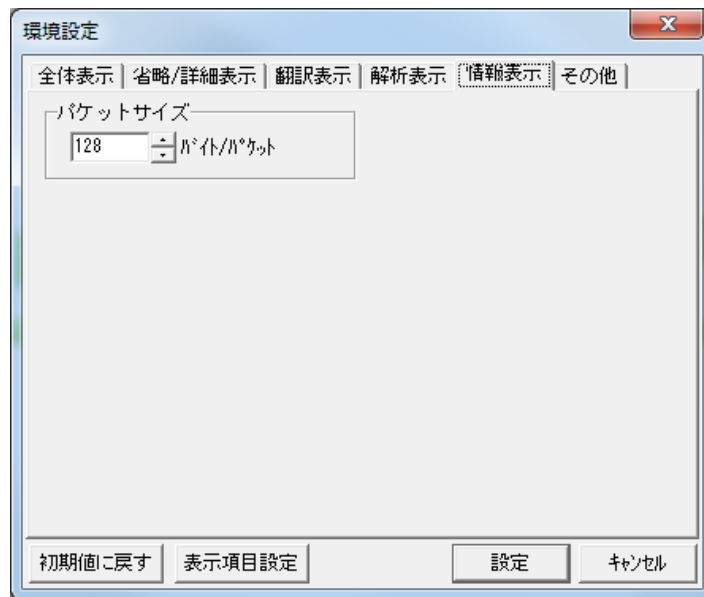 環境設定
全体表示 省略/詳細表示 翻訳表示 解析表示 情報表示 その他
パケットサイズ
128 ﾊﾞｲﾄ/ﾊﾟｹｯﾄ
初期値に戻す 表示項目設定 設定 ｷｬﾝｾﾙ